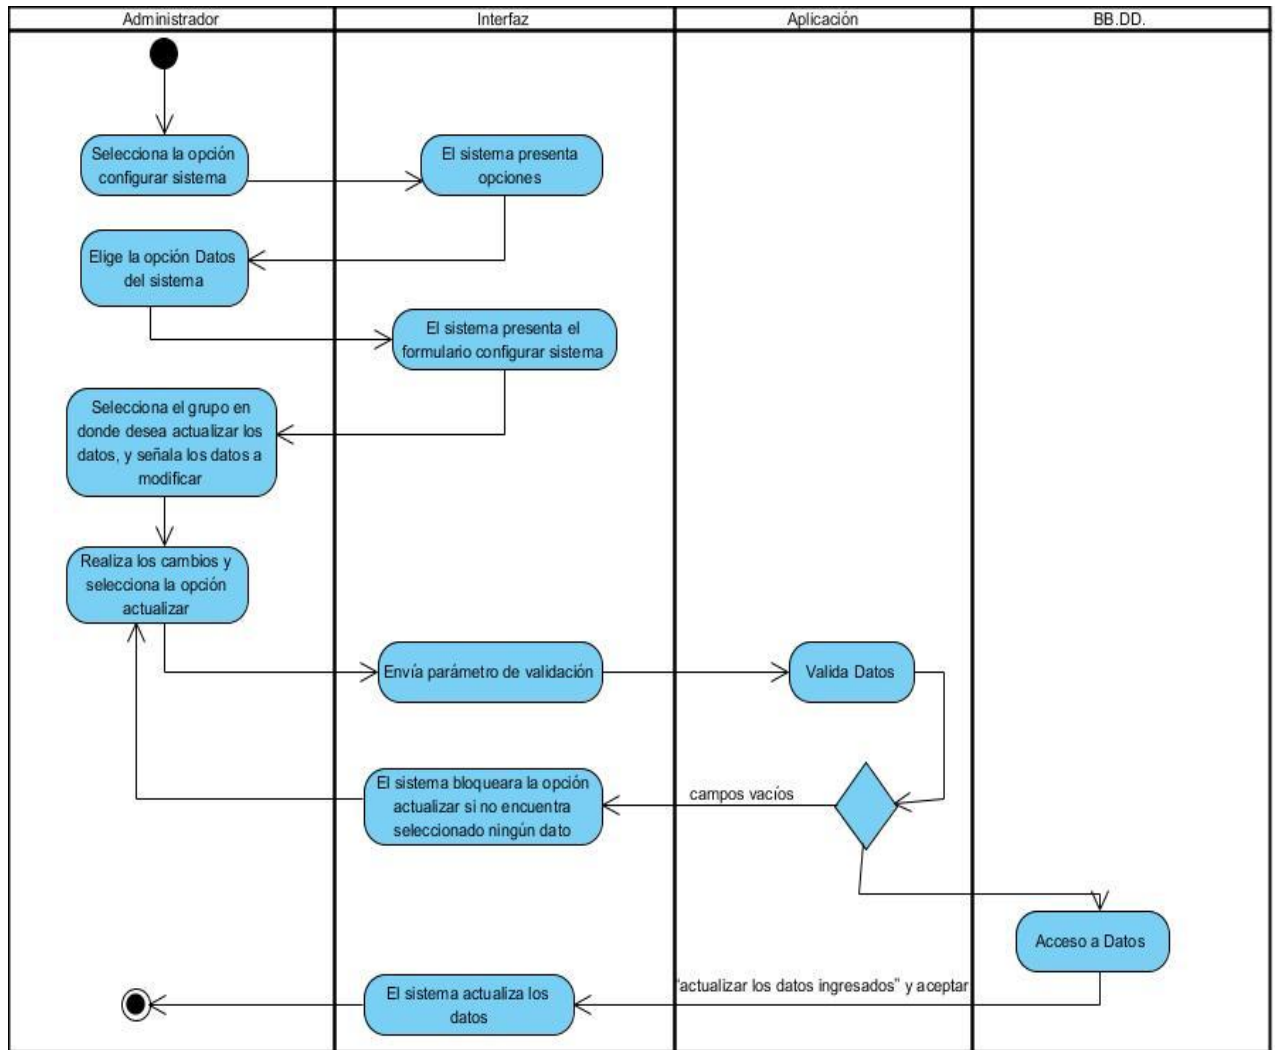 Administrador
Interfaz
Aplicación
BB.DD.
Selecciona la opción
configurar sistema
El sistema presenta
opciones
Elige la opción Datos
del sistema
El sistema presenta el
formulario configurar sistema
Selecciona el grupo en
donde desea actualizar los
datos, y señala los datos a
modificar
Realiza los cambios y
selecciona la opción
actualizar
Envía parámetro de validación
Valida Datos
El sistema bloqueara la opción
actualizar si no encuentra
seleccionado ningún dato
campos vacíos
Acceso a Datos
"actualizar los datos ingresados" y aceptar
El sistema actualiza los
datos